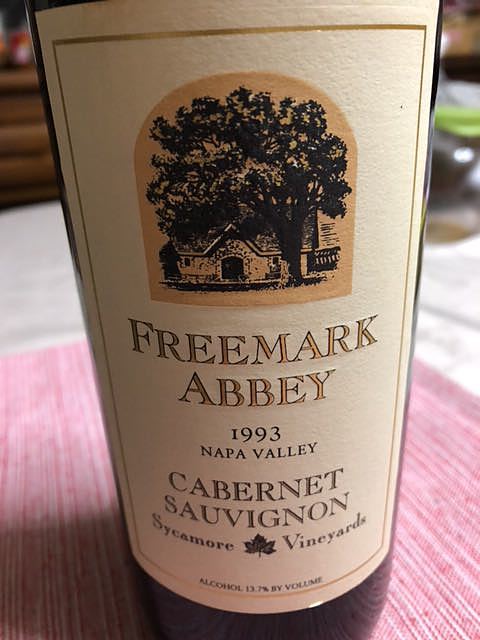 FREEMARK
ABBEY
1993
NAPA VALLEY
CABERNET
SAUVIGNON
Sycamore Vineyards
ALCOHOL 13.7% BY VOLUME